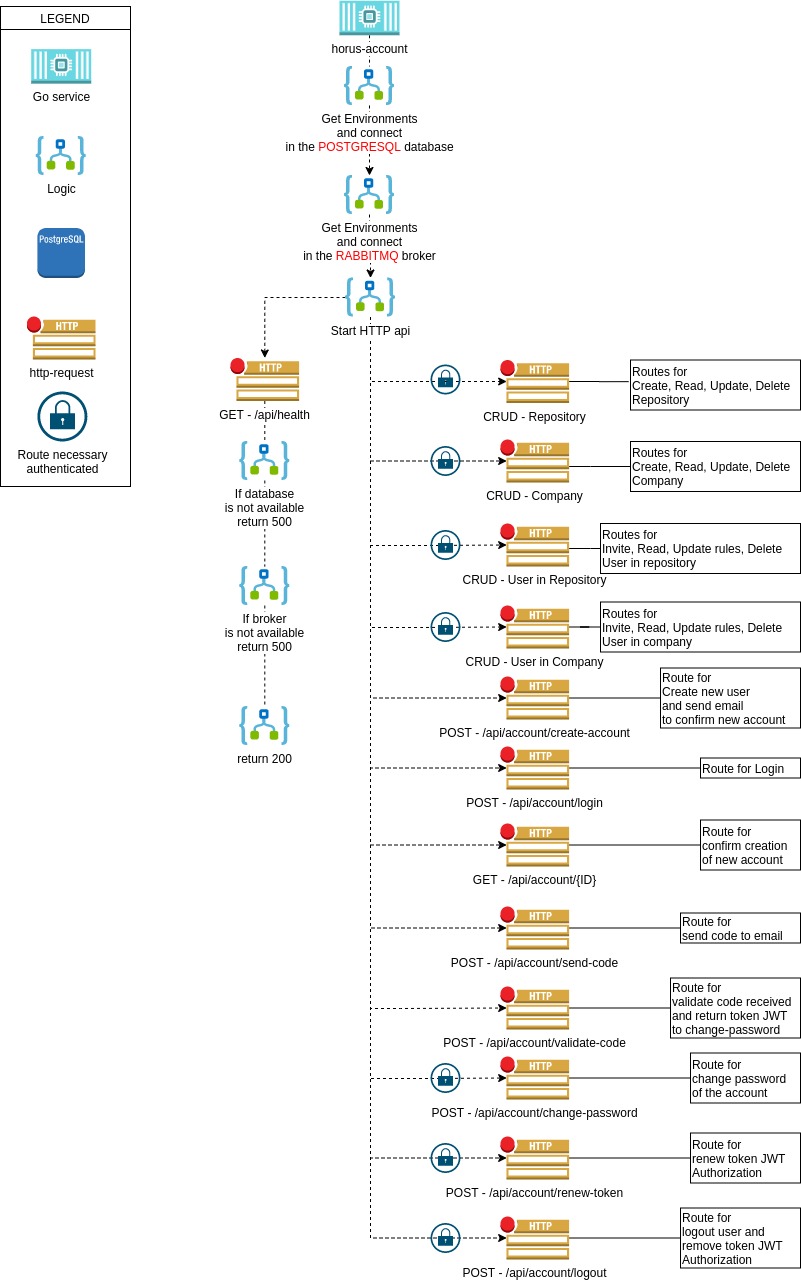 LEGEND
Go service
Logic
PostgreSQL
HTTP
http-request
Route necessary
authenticated
horus-account
Get Environments
and connect
in the POSTGRESQL database
Get Environments
and connect
in the RABBITMQ broker
Start HTTP api
HTTP
GET - /api/health
If database
is not available
return 500
If broker
is not available
return 500
return 200
HTTP
CRUD - Repository
Routes for
Create, Read, Update, Delete
Repository
HTTP
CRUD - Company
Routes for
Create, Read, Update, Delete
Company
HTTP
CRUD - User in Repository
Routes for
Invite, Read, Update rules, Delete
User in repository
HTTP
CRUD - User in Company
Routes for
Invite, Read, Update rules, Delete
User in company
HTTP
POST - /api/account/create-account
Route for
Create new user
and send email
to confirm new account
HTTP
POST - /api/account/login
Route for Login
HTTP
GET - /api/account/{ID}
Route for
confirm creation
of new account
HTTP
POST - /api/account/send-code
Route for
send code to email
HTTP
POST - /api/account/validate-code
Route for
validate code received
and return token JWT
to change-password
HTTP
POST - /api/account/change-password
Route for
change password
of the account
HTTP
POST - /api/account/renew-token
Route for
renew token JWT
Authorization
HTTP
POST - /api/account/logout
Route for
logout user and
remove token JWT
Authorization